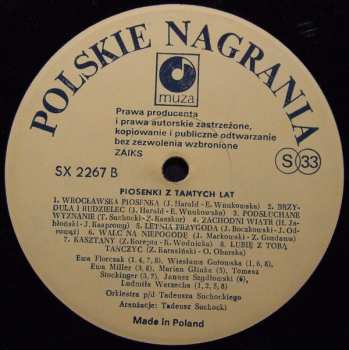 POLSKIE NAGRANIA
muza
Prawa producenta
i prawa autorskie zastrzeżone,
kopiowanie i publiczne odtwarzanie
bez zezwolenia wzbronione
ZAIKS
SX 2267 B
S 33
PIOSENKI Z TAMTYCH LAT
1. WROCŁAWSKA PIOSENKA (J. Harald - E. Wnukowska) - 2. BRZY-
DULA I RUDZIELEC (J. Harald - E. Wnukowska) - 3. PODSŁUCHANE
WYZNANIE (T. Suchocki - Z. Kaszkur) - 4. ZACHODNI WIATR (H. Ja-
błoński - J. Kasprowy) - 5. LETNIA PRZYGODA (J. Boczkowski - J. Od-
rowąż) - 6. WALC NA NIEPOGODĘ (L. Markowski - Z. Gozdawa)
7. KASZTANY (Z. Korepta - K. Wodnicka) - 8. LUBIĘ Z TOBĄ
TAŃCZYĆ (Z. Karasiński - O. Obarska)
Ewa Florczak (1, 4, 7, 8), Wiesława Gutowska (1, 6, 8),
Ewa Miller (3, 8), Marian Glinka (5), Tomasz
Stockinger (3, 7, 8), Janusz Szydłowski (6),
Ludmiła Warzecha (1, 2, 5, 8)
Orkiestra p/d Tadeusza Suchockiego
Aranżacje: Tadeusz Suchocki
Made in Poland